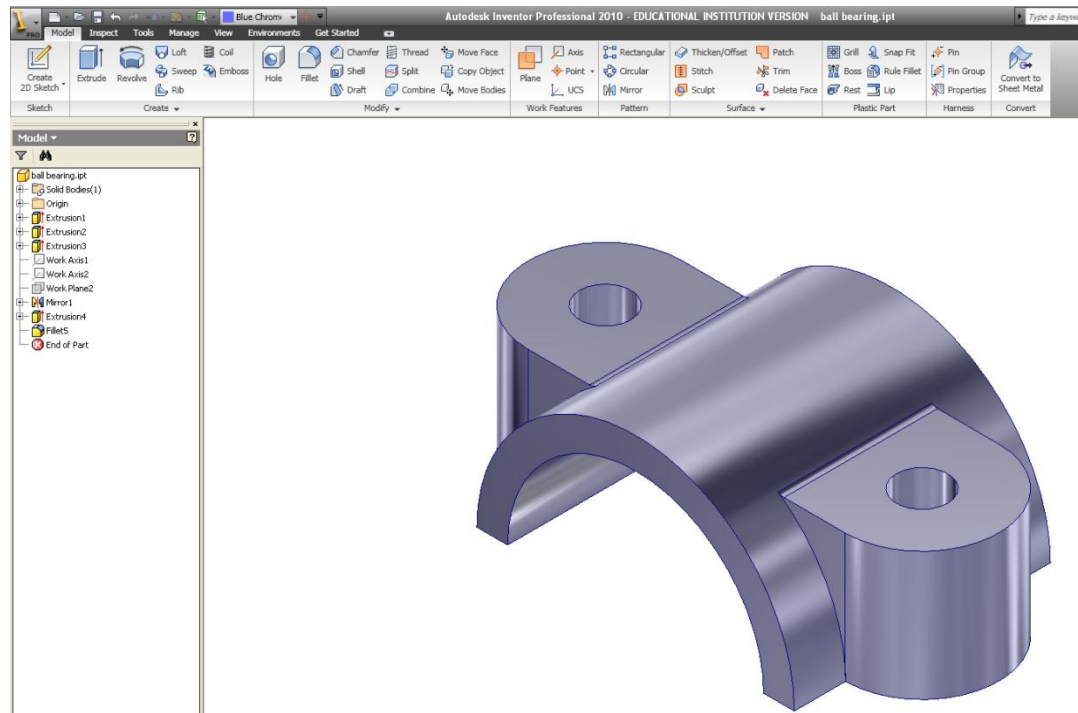 Blue Chrom
Autodesk Inventor Professional 2010 - EDUCATIONAL INSTITUTION VERSION ball bearing.ipt
Type a keyw
PRO Model Inspect Tools Manage View Environments Get Started
Create
2D Sketch
Extrude Revolve
Loft Coil
Sweep Emboss
Rib
Hole Fillet
Chamfer Thread Move Face
Shell Split Copy Object
Draft Combine Move Bodies
Plane
Axis
Point
UCS
Rectangular
Circular
Mirror
Thicken/Offset Patch
Stitch Trim
Sculpt Delete Face
Grill Snap Fit
Boss Rule Fillet
Rest Lip
Pin
Pin Group
Properties
Convert to
Sheet Metal
Sketch Create Modify Work Features Pattern Surface Plastic Part Harness Convert
Model
ball bearing.ipt
Solid Bodies(1)
Origin
Extrusion1
Extrusion2
Extrusion3
Work Axis1
Work Axis2
Work Plane2
Mirror1
Extrusion4
Fillet5
End of Part